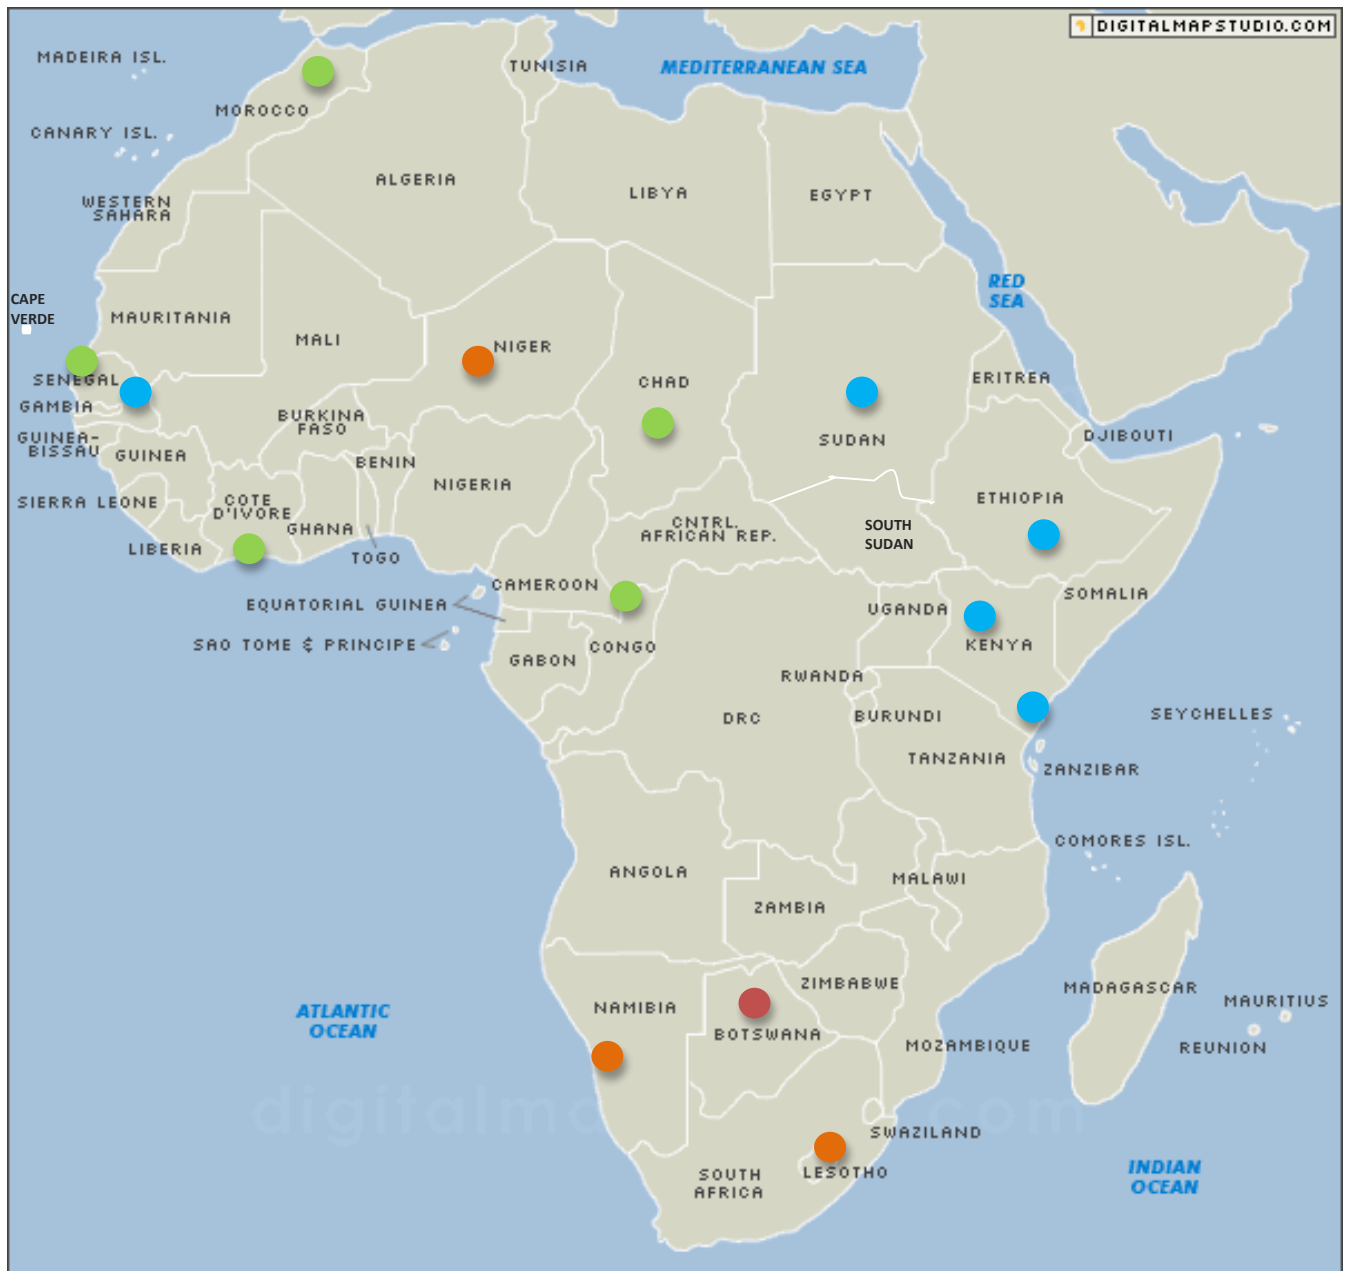 DIGITALMAPSTUDIO.COM
MADEIRA ISL.
TUNISIA
MEDITERRANEAN SEA
MOROCCO
CANARY ISL.
ALGERIA
LIBYA
EGYPT
WESTERN
SAHARA
RED
SEA
CAPE
VERDE
MAURITANIA
MALI
NIGER
CHAD
ERITREA
SENEGAL
GAMBIA
BURKINA
FASO
SUDAN
DJIBOUTI
GUINEA-
BISSAU
GUINEA
BENIN
NIGERIA
ETHIOPIA
SIERRA LEONE
COTE
D'IVORE
GHANA
CNTRL.
AFRICAN REP.
SOUTH
SUDAN
LIBERIA
TOGO
CAMEROON
SOMALIA
EQUATORIAL GUINEA
UGANDA
SAO TOME & PRINCIPE
CONGO
KENYA
GABON
RWANDA
DRC
BURUNDI
SEYCHELLES
TANZANIA
ZANZIBAR
COMORES ISL.
ANGOLA
MALAWI
ZAMBIA
ZIMBABWE
MADAGASCAR
MAURITIUS
NAMIBIA
ATLANTIC
OCEAN
BOTSWANA
MOZAMBIQUE
REUNION
digitalm
com
SWAZILAND
SOUTH
AFRICA
LESOTHO
INDIAN
OCEAN